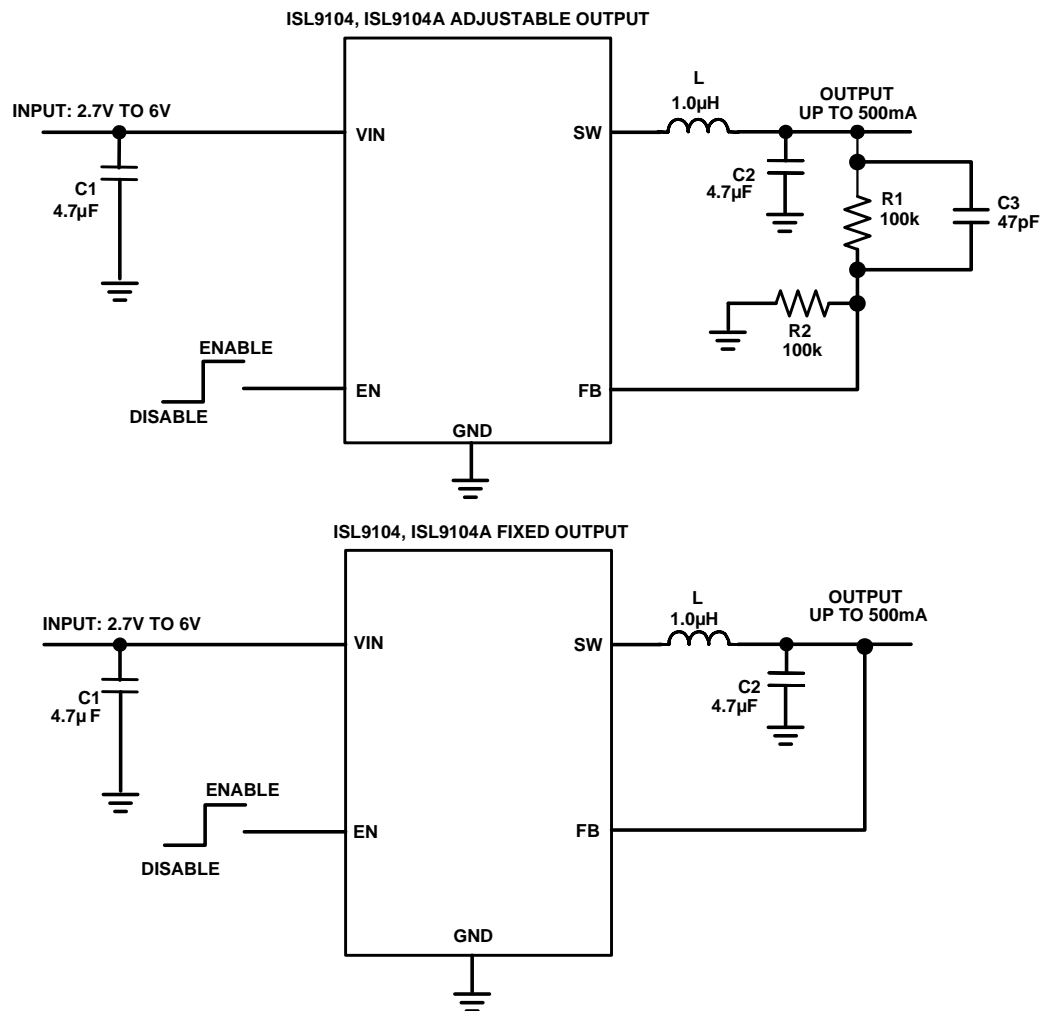 ISL9104, ISL9104A ADJUSTABLE OUTPUT
L
1.0µH
OUTPUT
UP TO 500mA
INPUT: 2.7V TO 6V
VIN
SW
C1
4.7µF
C2
4.7µF
R1
100k
C3
47pF
R2
100k
ENABLE
DISABLE
EN
FB
GND
ISL9104, ISL9104A FIXED OUTPUT
L
1.0µH
OUTPUT
UP TO 500mA
INPUT: 2.7V TO 6V
VIN
SW
C1
4.7µ F
C2
4.7µF
ENABLE
DISABLE
EN
FB
GND